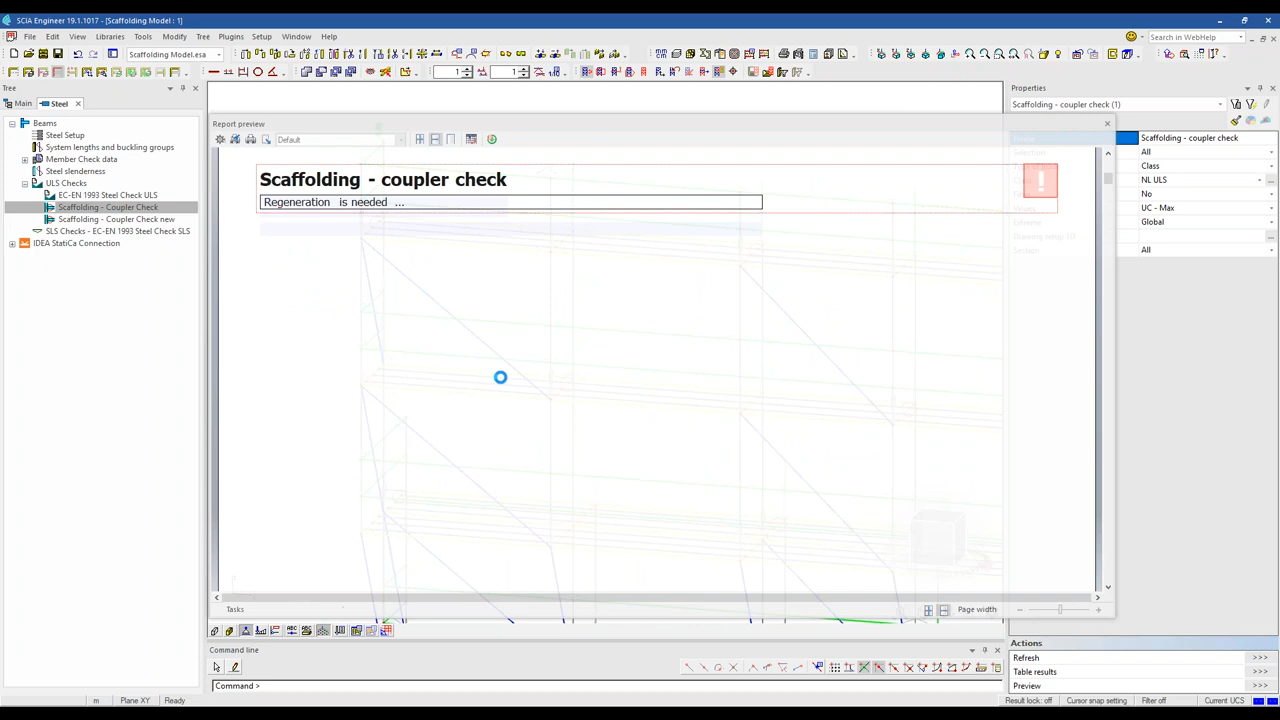 SCIA Engineer 19.1.1017 - [Scaffolding Model : 1]
File Edit View Libraries Tools Modify Tree Plugins Setup Window Help
Search in WebHelp
Scaffolding Model.esa
1 1
Tree
Main Steel
Beams
Steel Setup
System lengths and buckling groups
Member Check data
Steel slenderness
ULS Checks
EC-EN 1993 Steel Check ULS
Scaffolding - Coupler Check
Scaffolding - Coupler Check new
SLS Checks - EC-EN 1993 Steel Check SLS
IDEA StatiCa Connection
Report preview
Default
Scaffolding - coupler check
Regeneration is needed ...
Tasks
Page width
Properties
Scaffolding - coupler check (1)
Scaffolding - coupler check
All
Class
NL ULS
No
UC - Max
Global
All
Actions
Refresh >>>
Table results >>>
Preview >>>
Command line
Command >
m Plane XY Ready
Result lock: off Cursor snap setting Filter off Current UCS